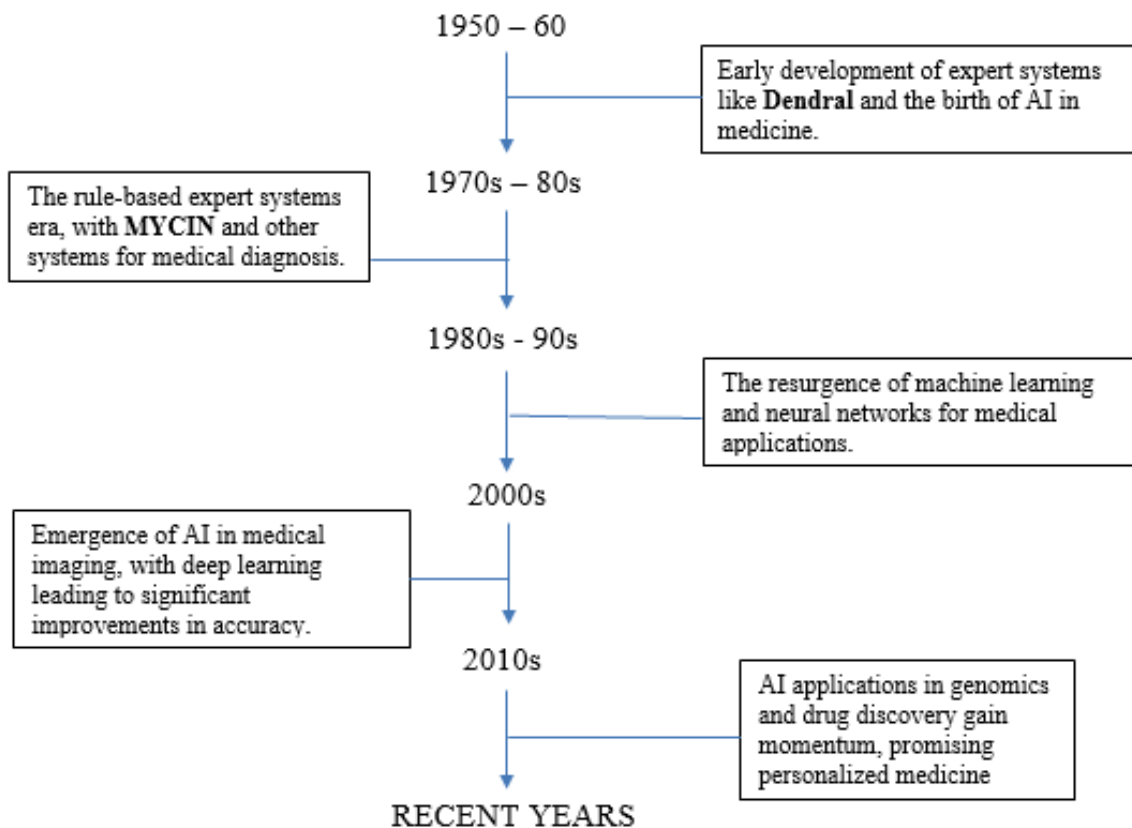 1950 – 60
Early development of expert systems
like Dendral and the birth of AI in
medicine.
1970s – 80s
The rule-based expert systems
era, with MYCIN and other
systems for medical diagnosis.
1980s - 90s
The resurgence of machine learning
and neural networks for medical
applications.
2000s
Emergence of AI in medical
imaging, with deep learning
leading to significant
improvements in accuracy.
2010s
AI applications in genomics
and drug discovery gain
momentum, promising
personalized medicine
RECENT YEARS